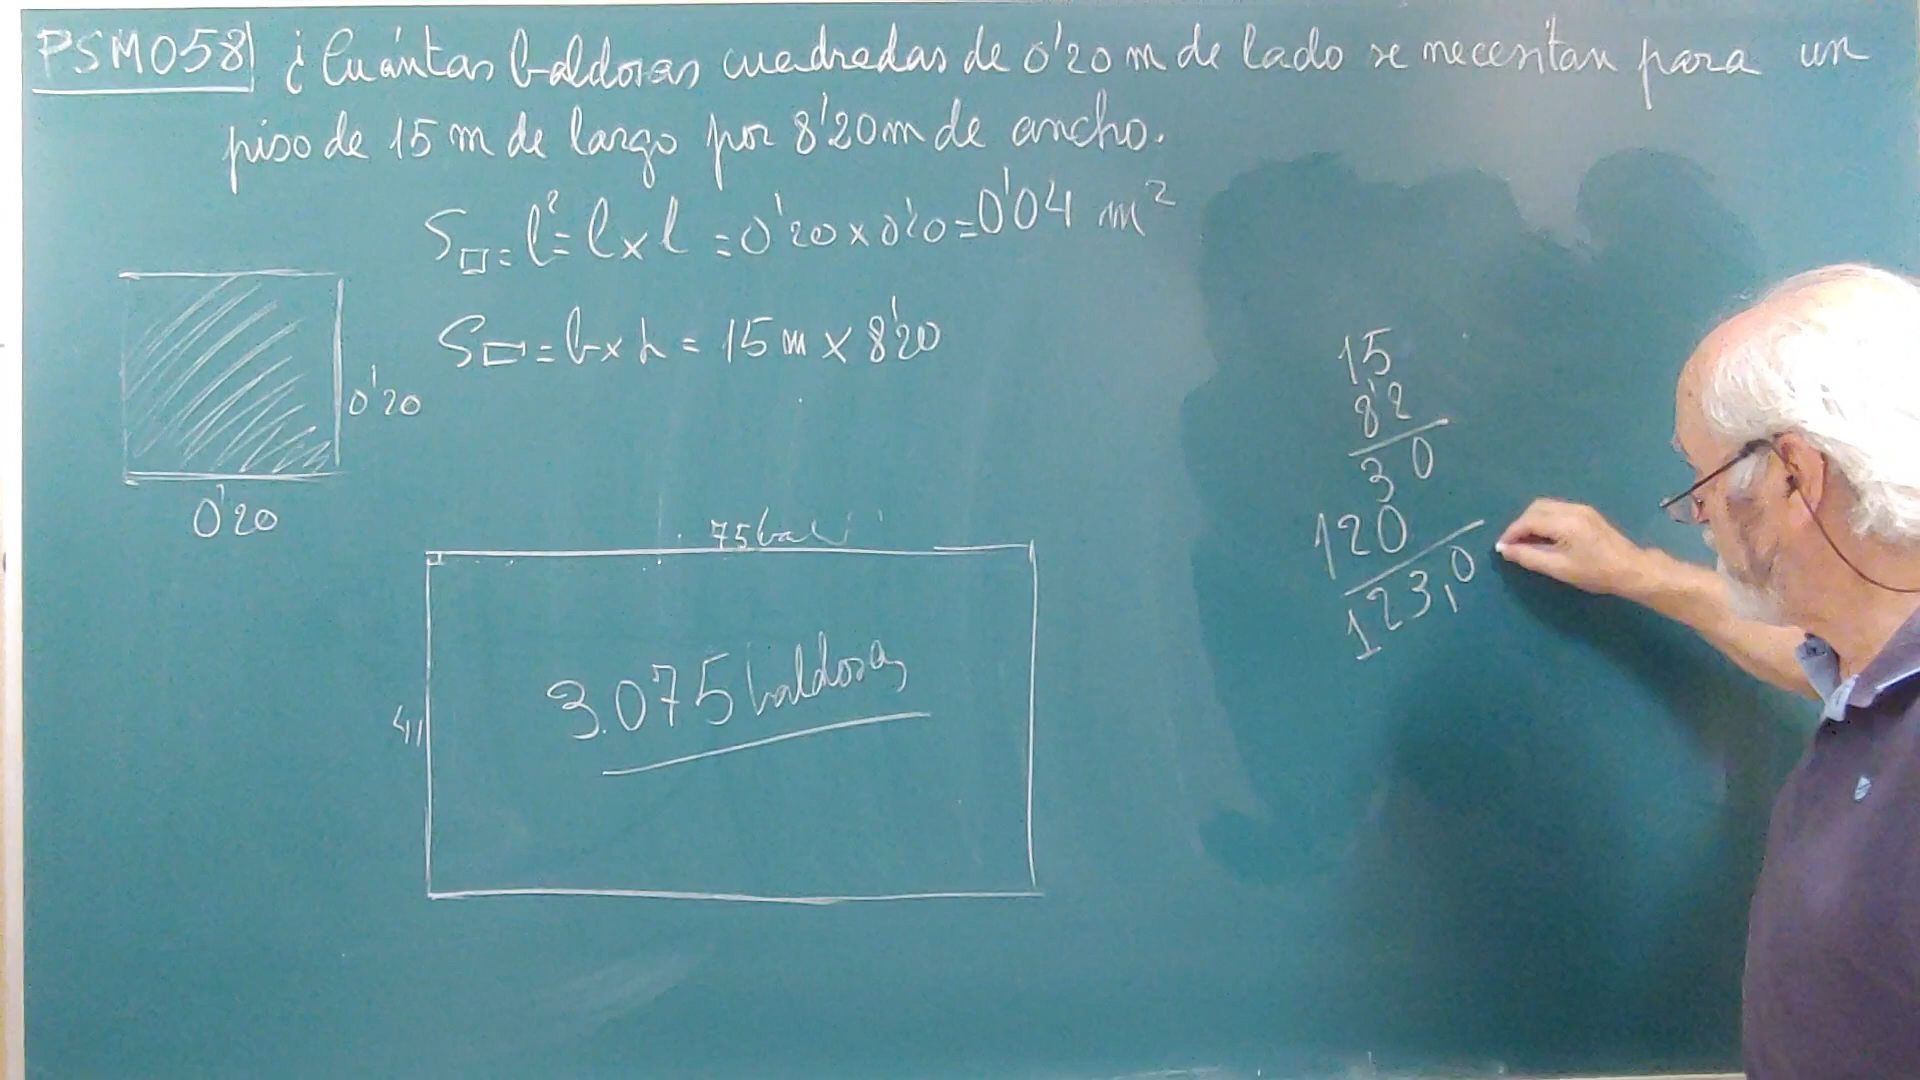 PSM058 ¿Cuántas baldosas cuadradas de 0'20 m de lado se necesitan para un
piso de 15 m de largo por 8'20 m de ancho.
S□ = l² = l x l = 0'20 x 0'20 = 0'04 m²
S▭ = b x h = 15 m x 8'20
0'20
0'20
15
8'2
30
120
123,0
75 bal
41
3.075 baldosas